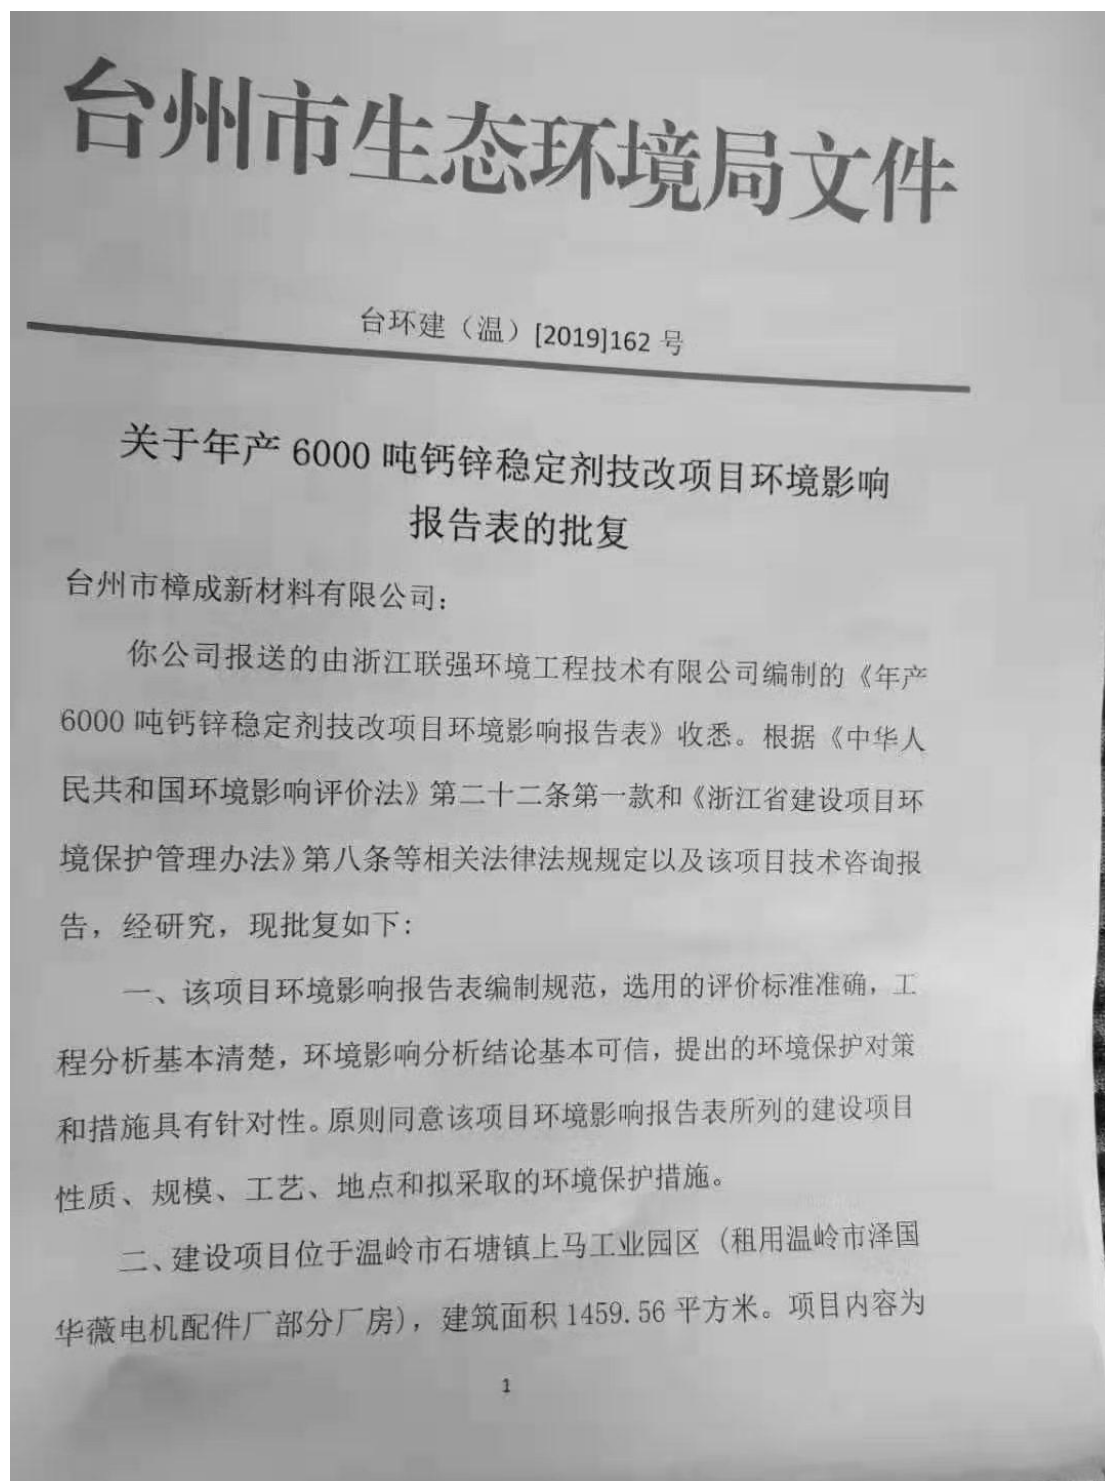 台州市生态环境局文件
台环建（温）[2019]162 号
关于年产 6000 吨钙锌稳定剂技改项目环境影响
报告表的批复
台州市樟成新材料有限公司：
你公司报送的由浙江联强环境工程技术有限公司编制的《年产
6000 吨钙锌稳定剂技改项目环境影响报告表》收悉。根据《中华人
民共和国环境影响评价法》第二十二条第一款和《浙江省建设项目环
境保护管理办法》第八条等相关法律法规规定以及该项目技术咨询报
告，经研究，现批复如下：
一、该项目环境影响报告表编制规范，选用的评价标准准确，工
程分析基本清楚，环境影响分析结论基本可信，提出的环境保护对策
和措施具有针对性。原则同意该项目环境影响报告表所列的建设项目
性质、规模、工艺、地点和拟采取的环境保护措施。
二、建设项目位于温岭市石塘镇上马工业园区（租用温岭市泽国
华薇电机配件厂部分厂房），建筑面积 1459.56 平方米。项目内容为
1